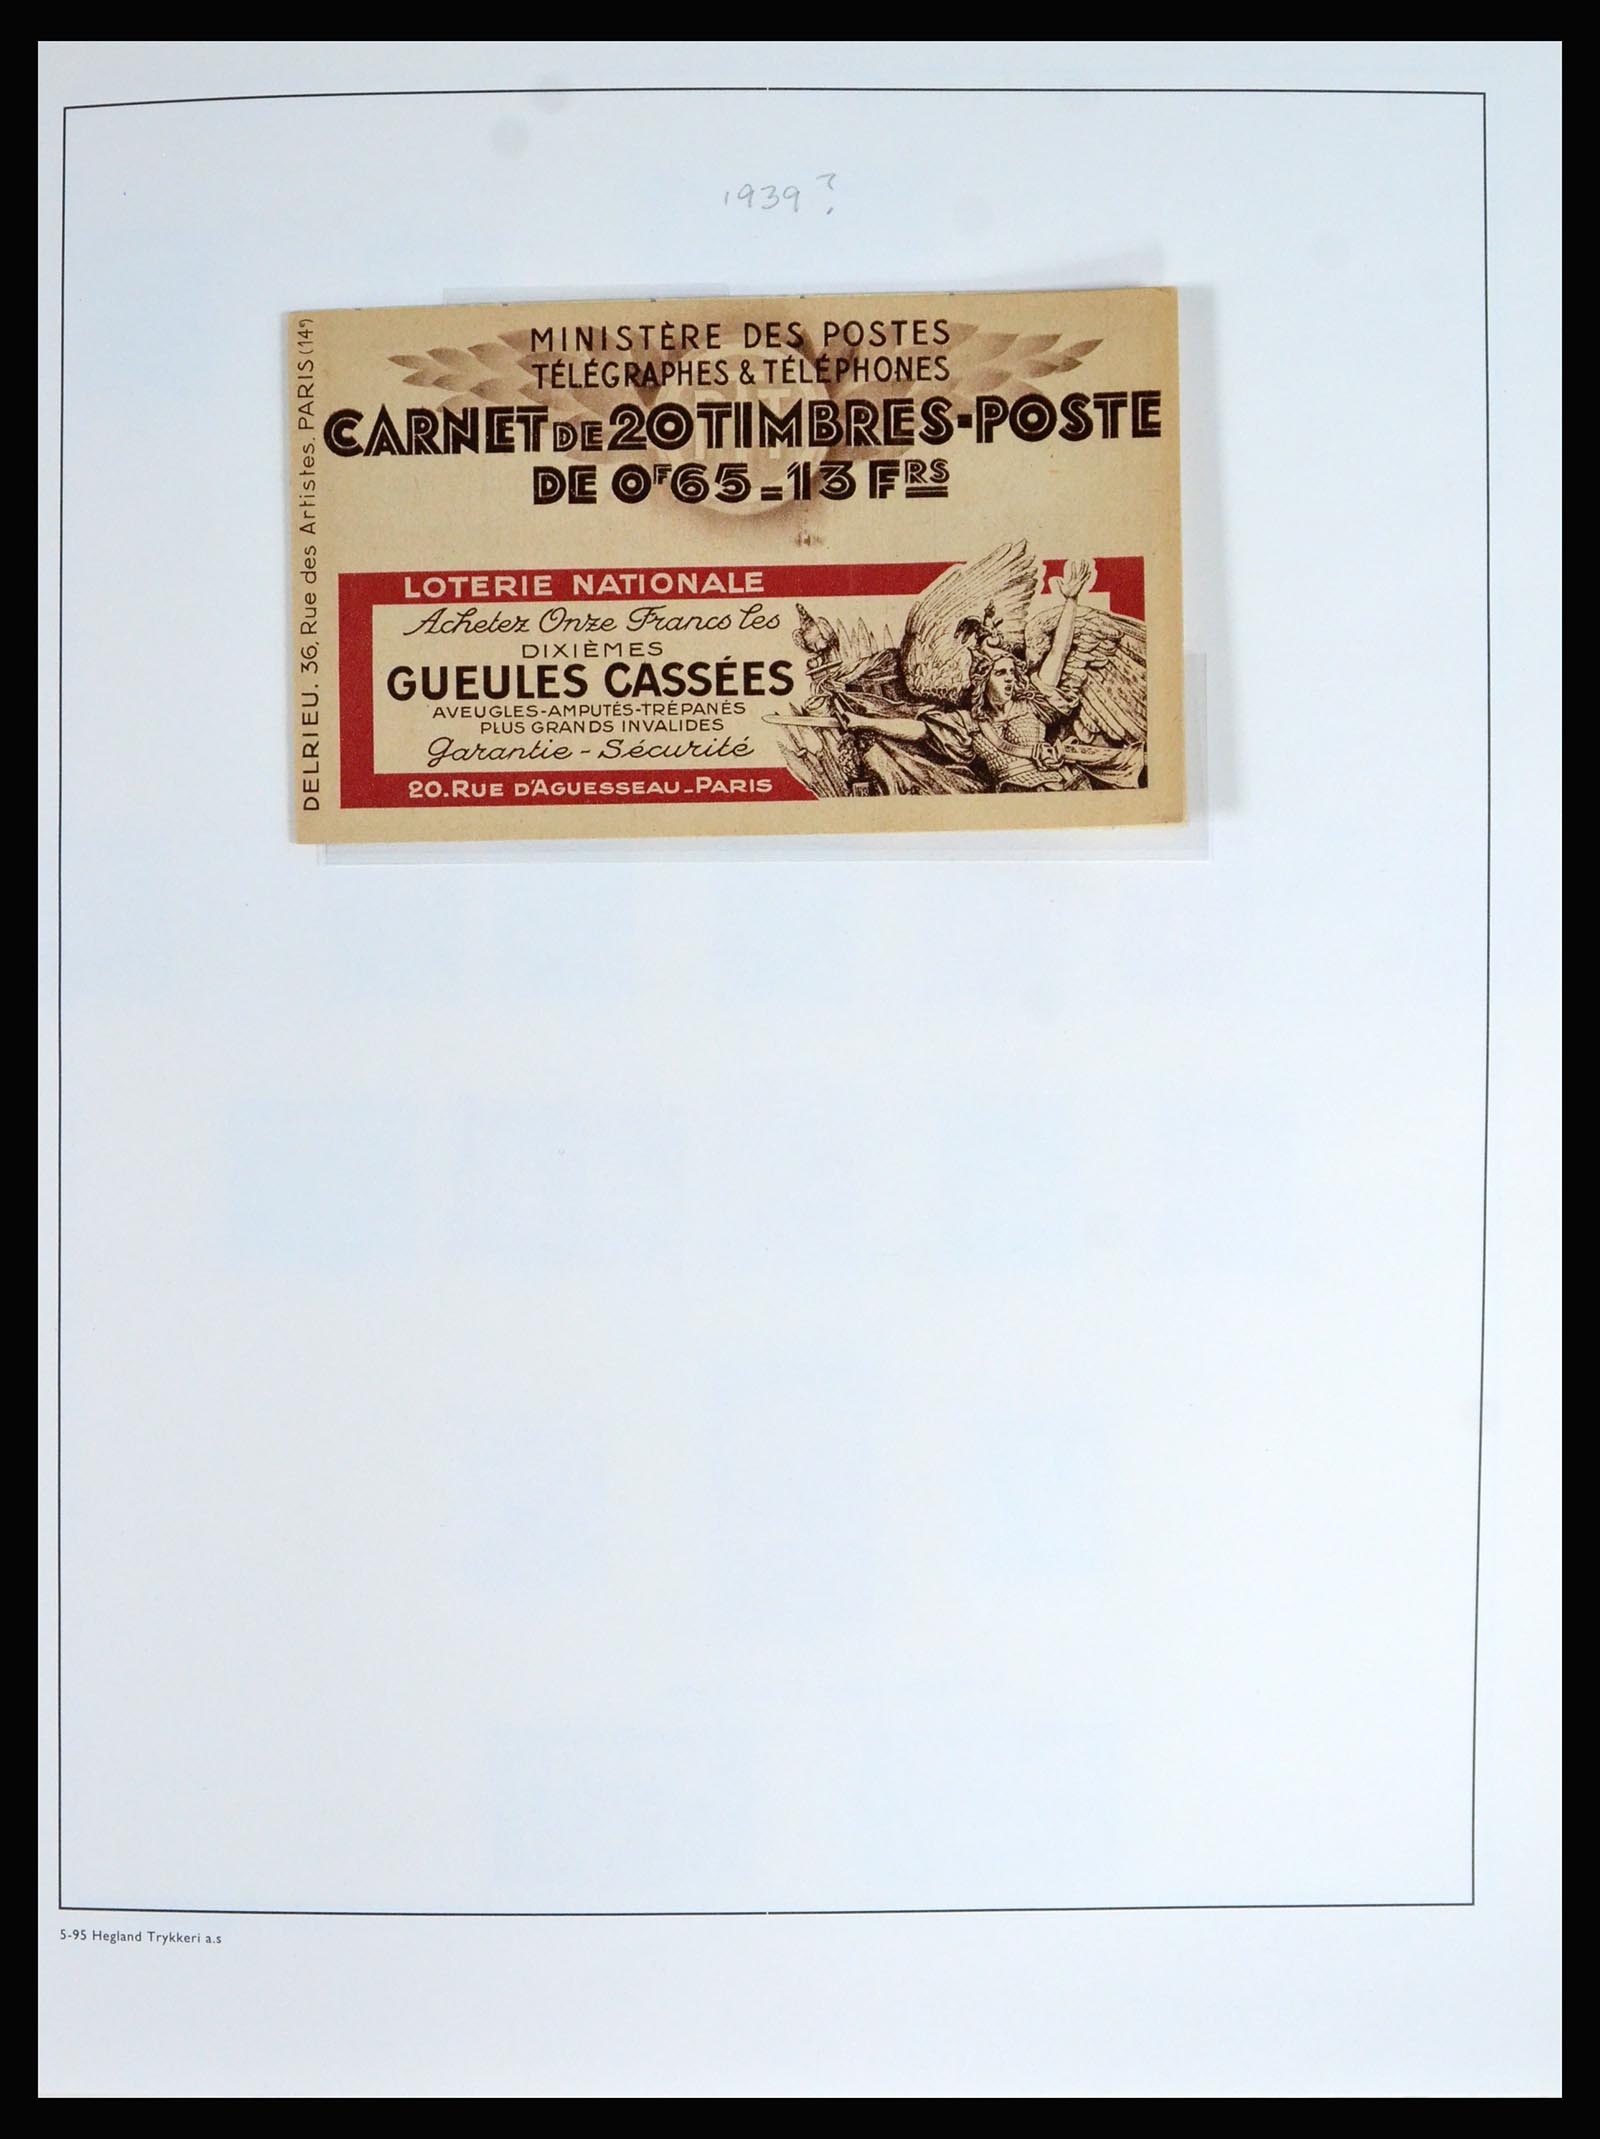 1939?
MINISTÈRE DES POSTES
TÉLÉGRAPHES & TÉLÉPHONES
CARNET DE 20 TIMBRES-POSTE
DE 0F65=13 FRS
DELRIEU. 36, Rue des Artistes. PARIS (14e)
LOTERIE NATIONALE
Achetez Onze Francs les
DIXIÈMES
GUEULES CASSÉES
AVEUGLES-AMPUTÉS-TRÉPANÉS
PLUS GRANDS INVALIDES
Garantie - Sécurité
20. RUE D'AGUESSEAU_PARIS
5-95 Hegland Trykkeri a.s